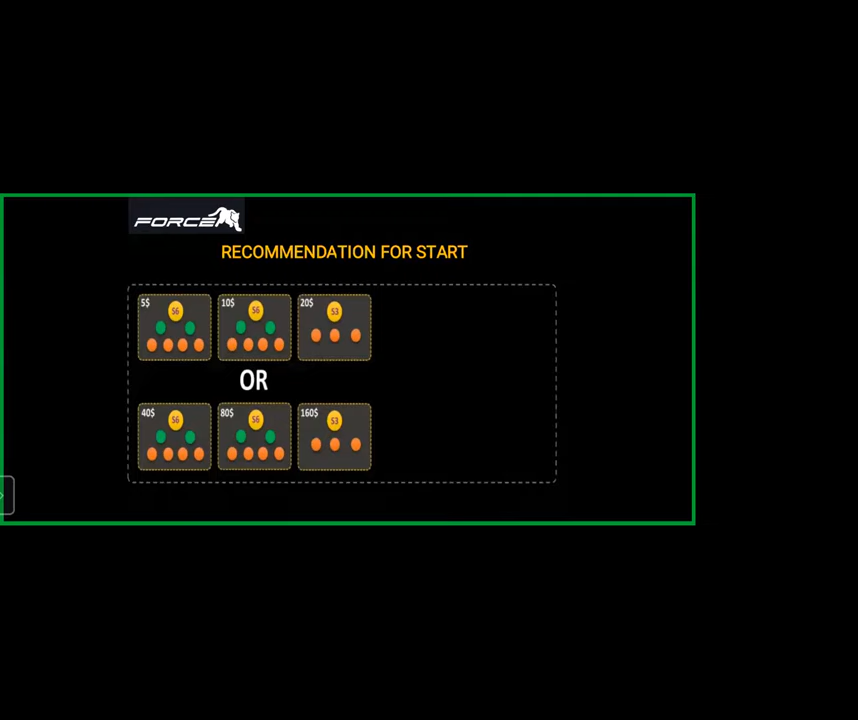 FORCE
RECOMMENDATION FOR START
5$ S6 10$ S6 20$ S3
OR
40$ S6 80$ S6 160$ S3